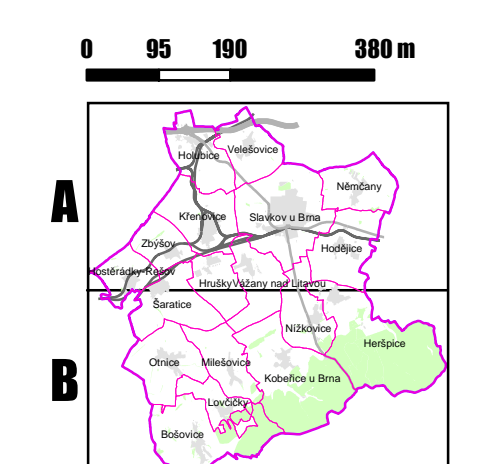 0 95 190 380 m
Holubice Velešovice
Němčany
A
Křenovice Slavkov u Brna
Zbýšov Hodějice
Hostěrádky-Rešov
Hrušky Vážany nad Litavou
Šaratice
Nížkovice
Heršpice
Otnice Milešovice
B
Kobeřice u Brna
Lovčičky
Bošovice